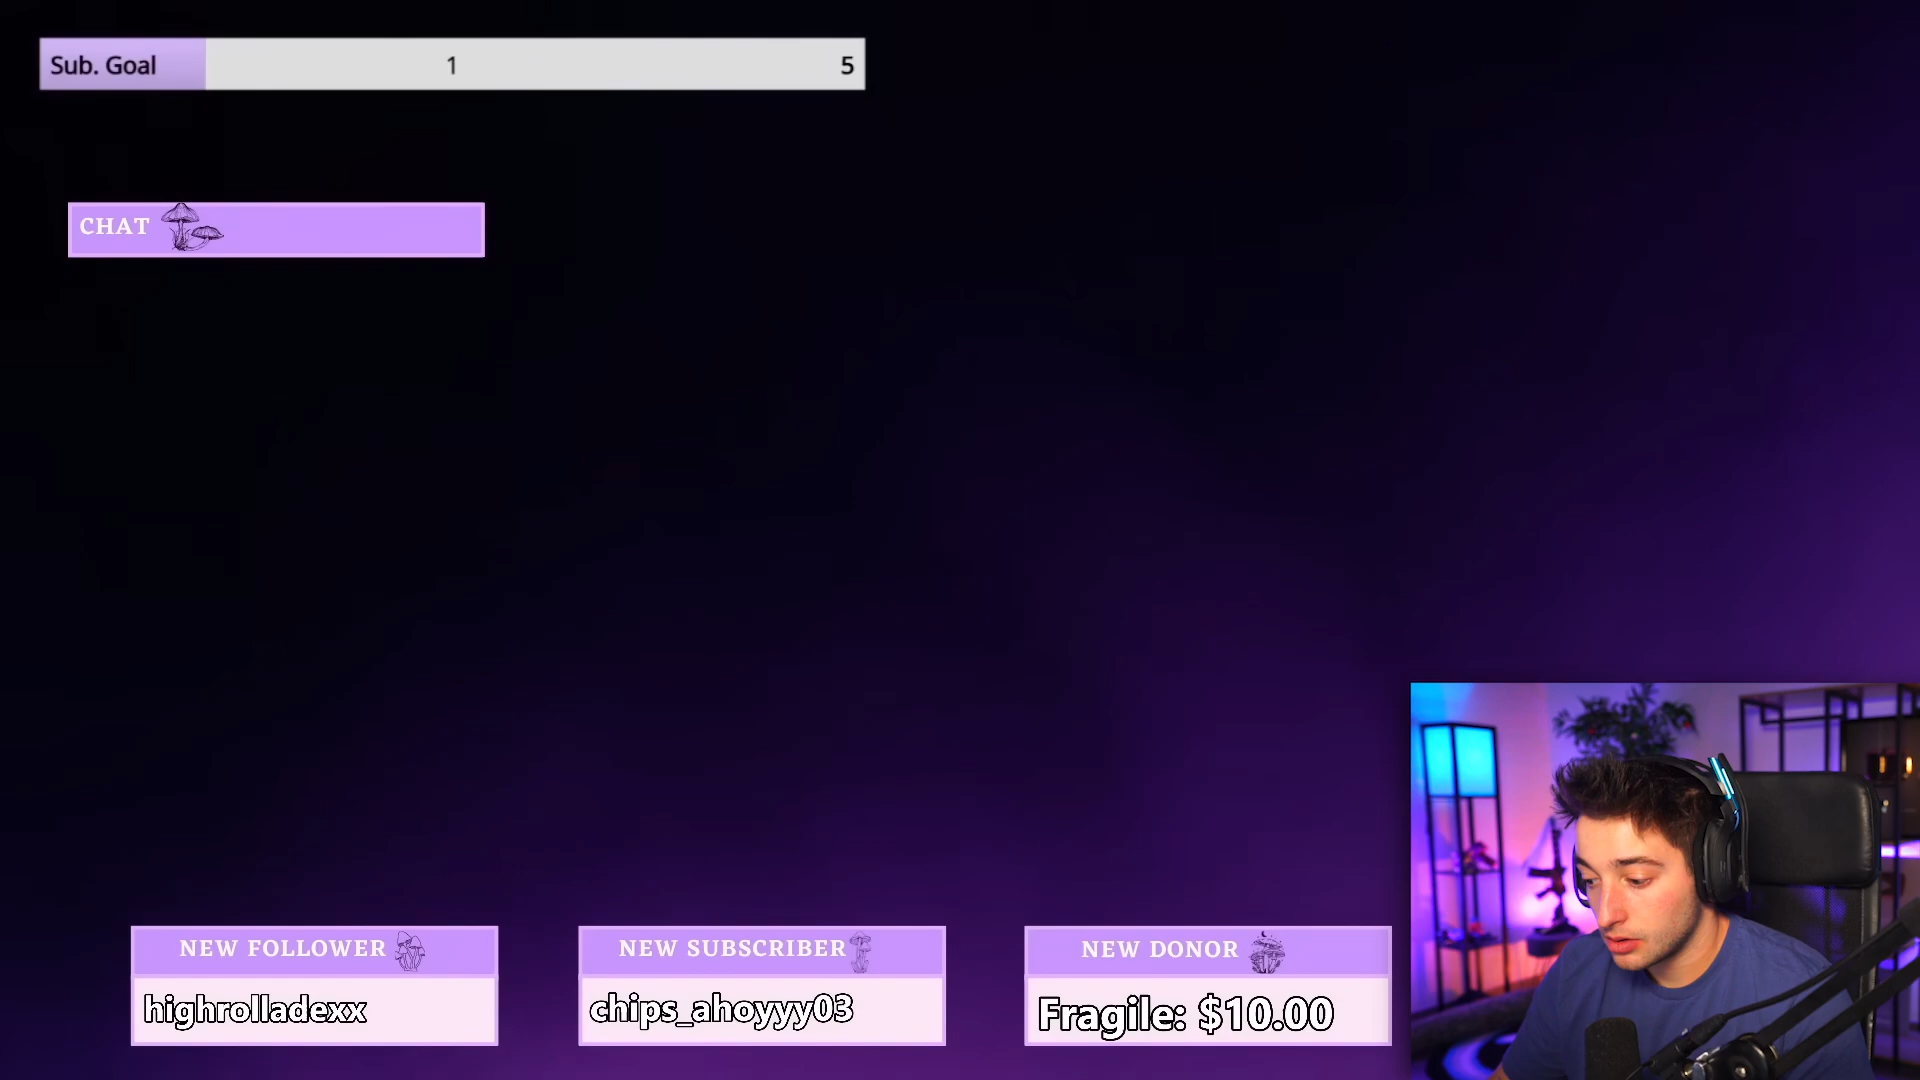 Sub. Goal 1 5
CHAT
NEW FOLLOWER
highrolladexx
NEW SUBSCRIBER
chips_ahoyyy03
NEW DONOR
Fragile: $10.00